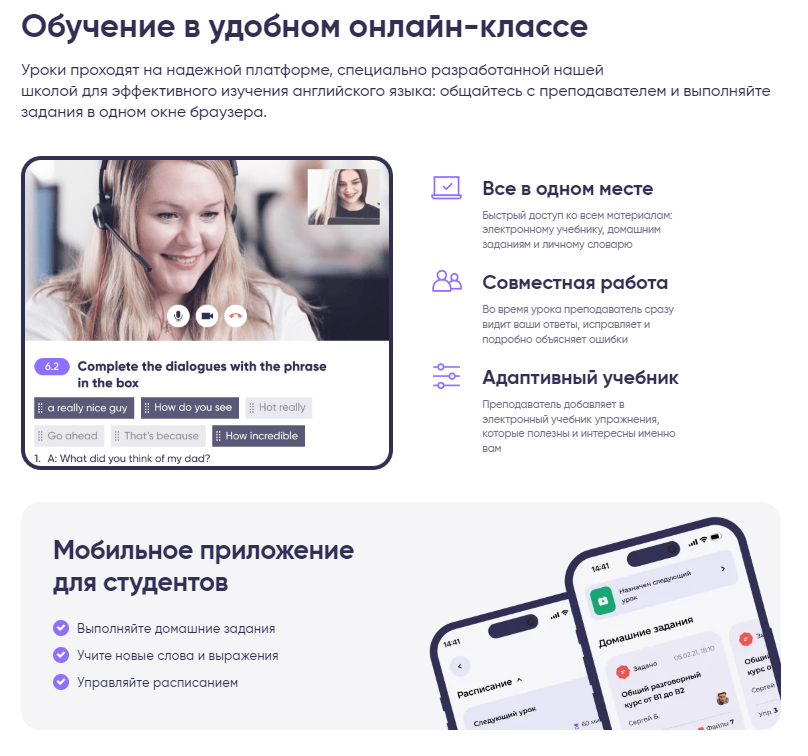 Обучение в удобном онлайн-классе
Уроки проходят на надежной платформе, специально разработанной нашей
школой для эффективного изучения английского языка: общайтесь с преподавателем и выполняйте
задания в одном окне браузера.
6.2 Complete the dialogues with the phrase
in the box
a really nice guy How do you see Hot really
Go ahead That's because How incredible
1. A: What did you think of my dad?
Все в одном месте
Быстрый доступ ко всем материалам:
электронному учебнику, домашним
заданиям и личному словарю
Совместная работа
Во время урока преподаватель сразу
видит ваши ответы, исправляет и
подробно объясняет ошибки
Адаптивный учебник
Преподаватель добавляет в
электронный учебник упражнения,
которые полезны и интересны именно
вам
Мобильное приложение
для студентов
Выполняйте домашние задания
Учите новые слова и выражения
Управляйте расписанием
14:41
Расписание
Следующий урок
60 мин
14:41
Назначен следующий
урок
Домашние задания
Задано 05.02.21, 18:10
Общий разговорный
курс от B1 до B2
Сергей Б.
Файлы 7
Общий
курс о
Сергей
Упр. 3